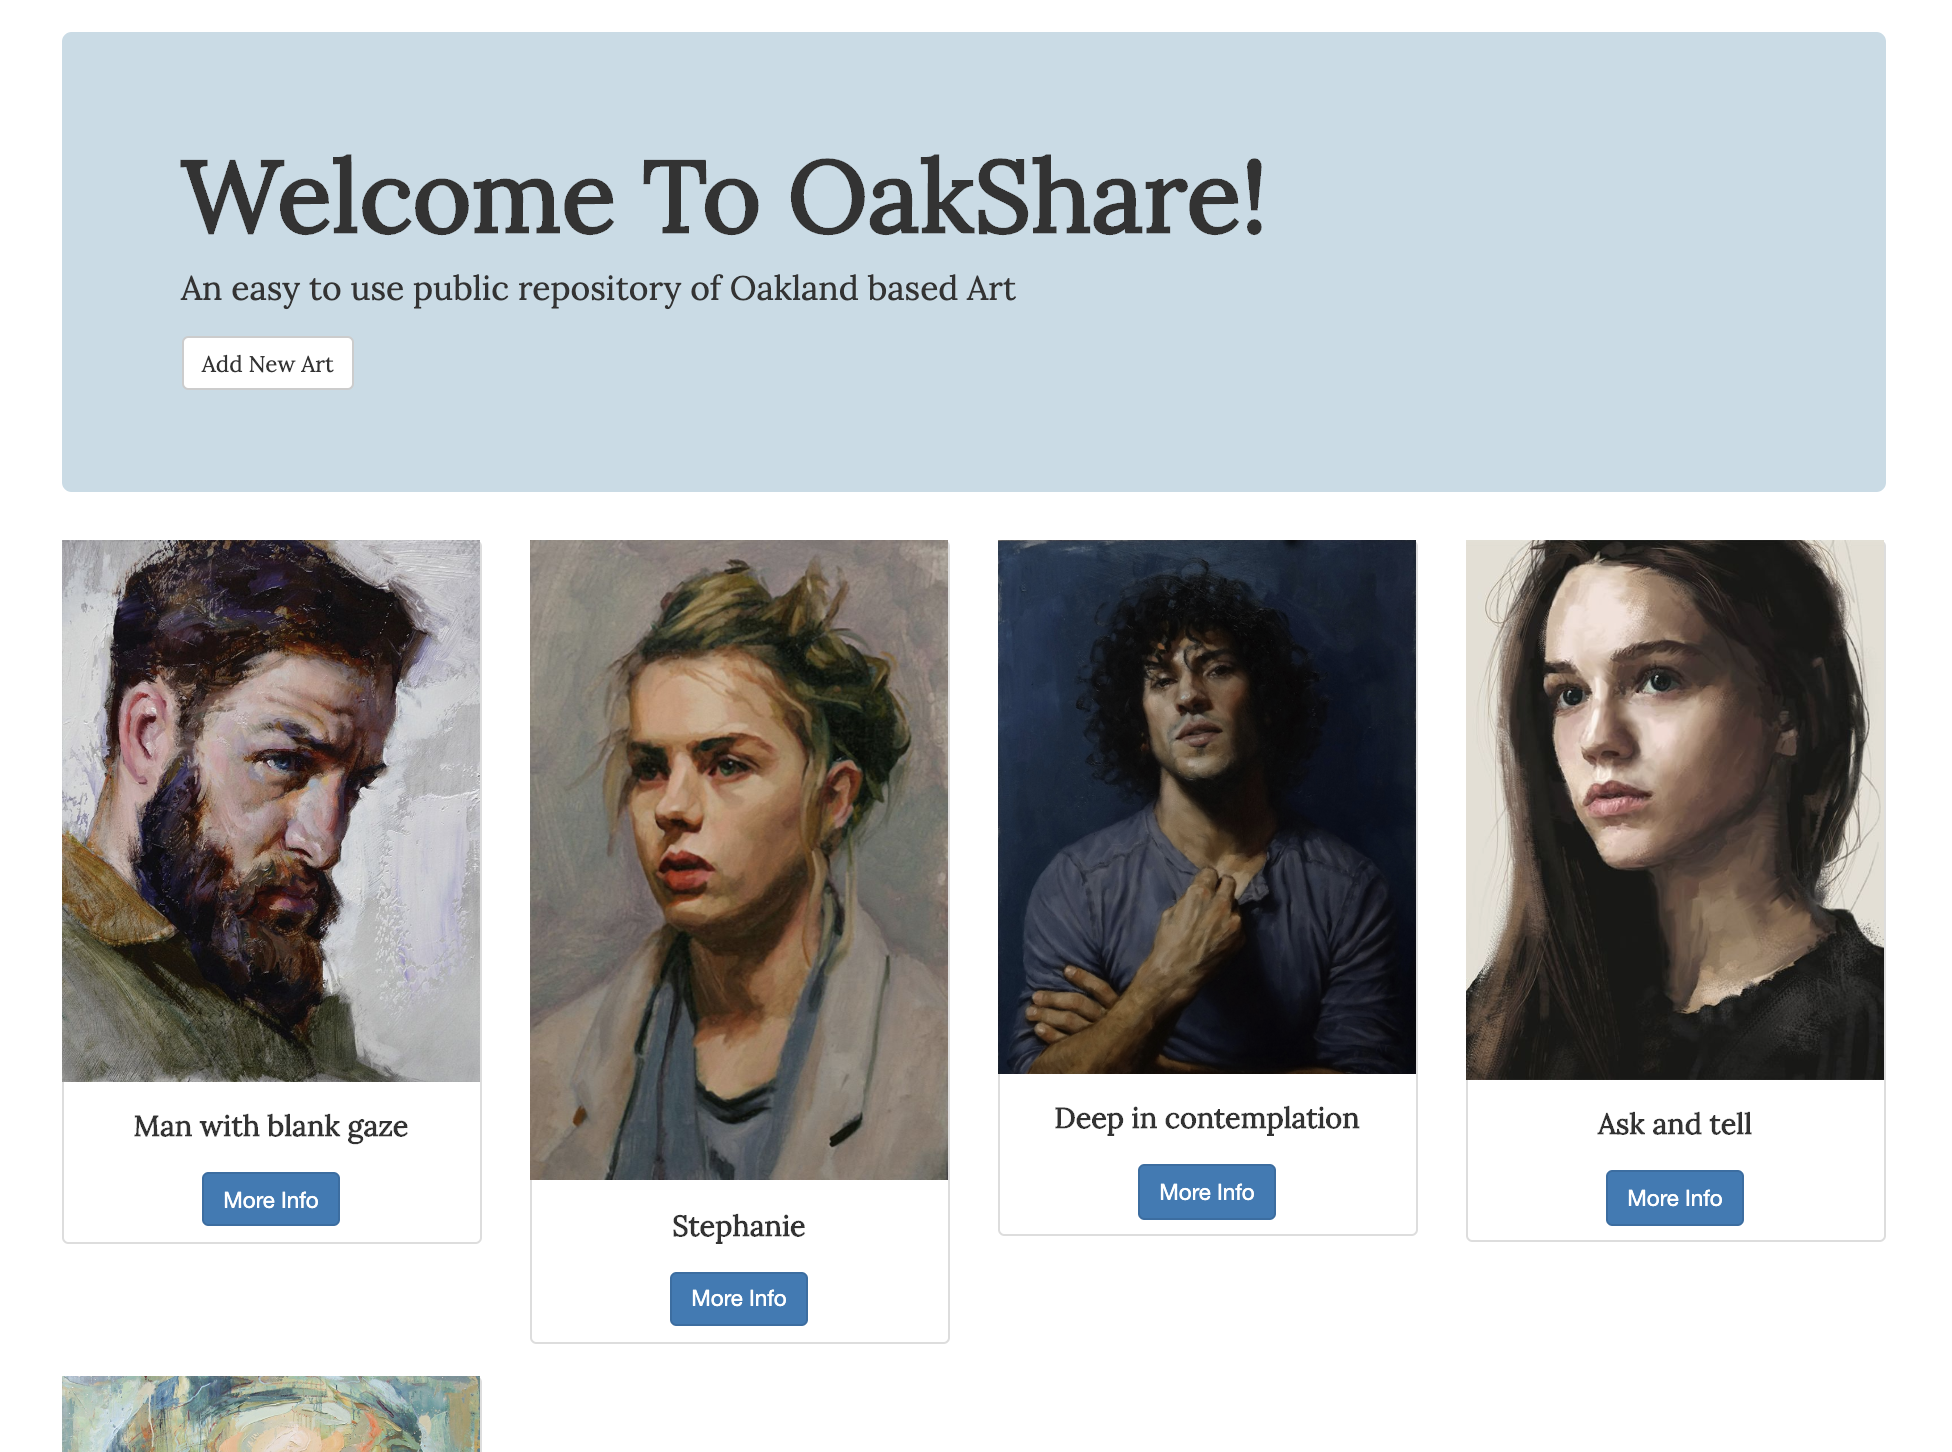 Welcome To OakShare!
An easy to use public repository of Oakland based Art
Add New Art
Man with blank gaze
More Info
Stephanie
More Info
Deep in contemplation
More Info
Ask and tell
More Info